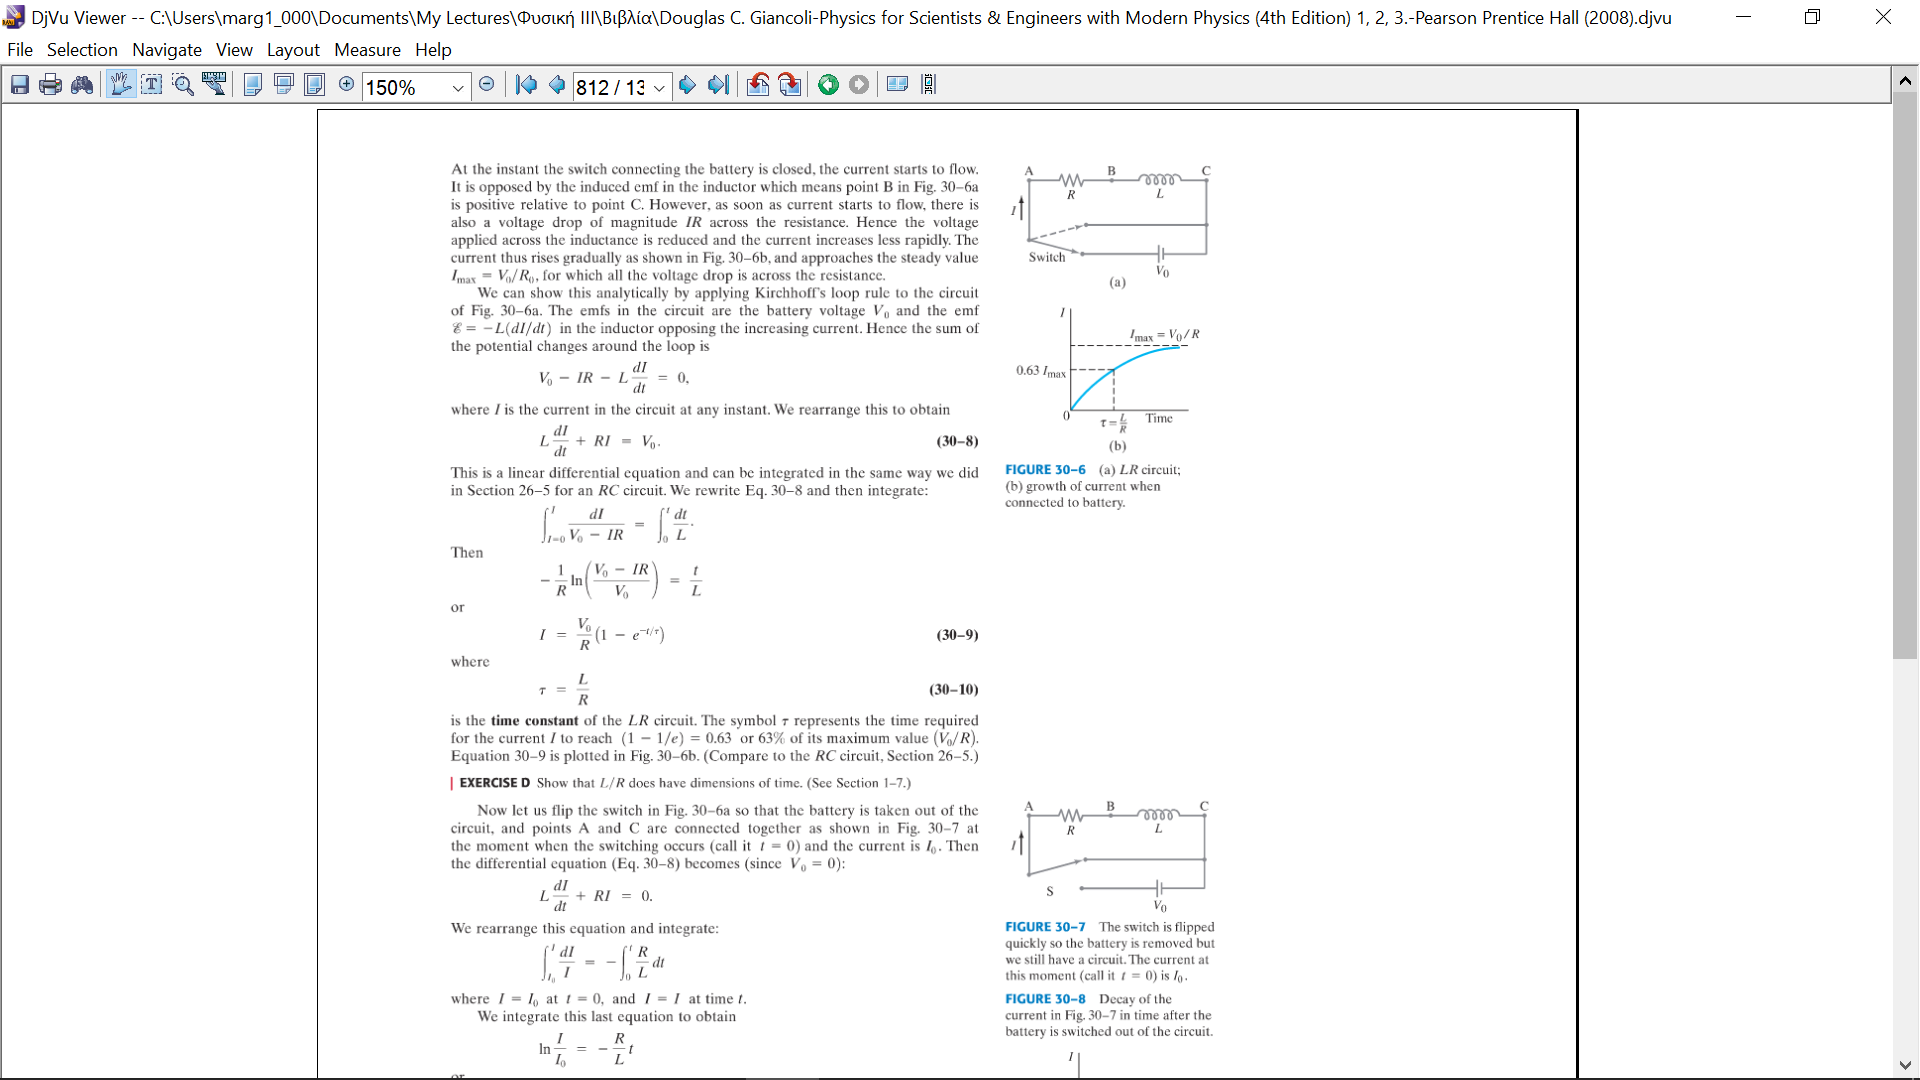 DjVu Viewer -- C:\Users\marg1_000\Documents\My Lectures\Φυσική ΙΙΙ\Βιβλία\Douglas C. Giancoli-Physics for Scientists & Engineers with Modern Physics (4th Edition) 1, 2, 3.-Pearson Prentice Hall (2008).djvu
File Selection Navigate View Layout Measure Help
150%
812 / 13
At the instant the switch connecting the battery is closed, the current starts to flow.
It is opposed by the induced emf in the inductor which means point B in Fig. 30–6a
is positive relative to point C. However, as soon as current starts to flow, there is
also a voltage drop of magnitude IR across the resistance. Hence the voltage
applied across the inductance is reduced and the current increases less rapidly. The
current thus rises gradually as shown in Fig. 30–6b, and approaches the steady value
I_max = V₀/R₀, for which all the voltage drop is across the resistance.
We can show this analytically by applying Kirchhoff's loop rule to the circuit
of Fig. 30–6a. The emfs in the circuit are the battery voltage V₀ and the emf
ℰ = −L(dI/dt) in the inductor opposing the increasing current. Hence the sum of
the potential changes around the loop is
V₀ − IR − L dI/dt = 0,
where I is the current in the circuit at any instant. We rearrange this to obtain
L dI/dt + RI = V₀. (30–8)
This is a linear differential equation and can be integrated in the same way we did
in Section 26–5 for an RC circuit. We rewrite Eq. 30–8 and then integrate:
∫_{I=0}^{I} dI/(V₀ − IR) = ∫_0^t dt/L.
Then
−1/R ln((V₀ − IR)/V₀) = t/L
or
I = V₀/R (1 − e^{−t/τ}) (30–9)
where
τ = L/R (30–10)
is the time constant of the LR circuit. The symbol τ represents the time required
for the current I to reach (1 − 1/e) = 0.63 or 63% of its maximum value (V₀/R).
Equation 30–9 is plotted in Fig. 30–6b. (Compare to the RC circuit, Section 26–5.)
EXERCISE D Show that L/R does have dimensions of time. (See Section 1–7.)
Now let us flip the switch in Fig. 30–6a so that the battery is taken out of the
circuit, and points A and C are connected together as shown in Fig. 30–7 at
the moment when the switching occurs (call it t = 0) and the current is I₀. Then
the differential equation (Eq. 30–8) becomes (since V₀ = 0):
L dI/dt + RI = 0.
We rearrange this equation and integrate:
∫_{I₀}^{I} dI/I = −∫_0^t R/L dt
where I = I₀ at t = 0, and I = I at time t.
We integrate this last equation to obtain
ln I/I₀ = −R/L t
A B C
R L
I
Switch
V₀
(a)
I
I_max = V₀/R
0.63 I_max
0
τ = L/R Time
(b)
FIGURE 30–6 (a) LR circuit;
(b) growth of current when
connected to battery.
A B C
R L
I
S
V₀
FIGURE 30–7 The switch is flipped
quickly so the battery is removed but
we still have a circuit. The current at
this moment (call it t = 0) is I₀.
FIGURE 30–8 Decay of the
current in Fig. 30–7 in time after the
battery is switched out of the circuit.
I